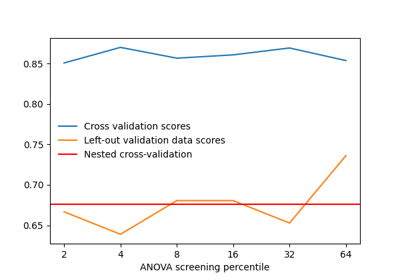 0.85
0.80
0.75
0.70
0.65
Cross validation scores
Left-out validation data scores
Nested cross-validation
2 4 8 16 32 64
ANOVA screening percentile